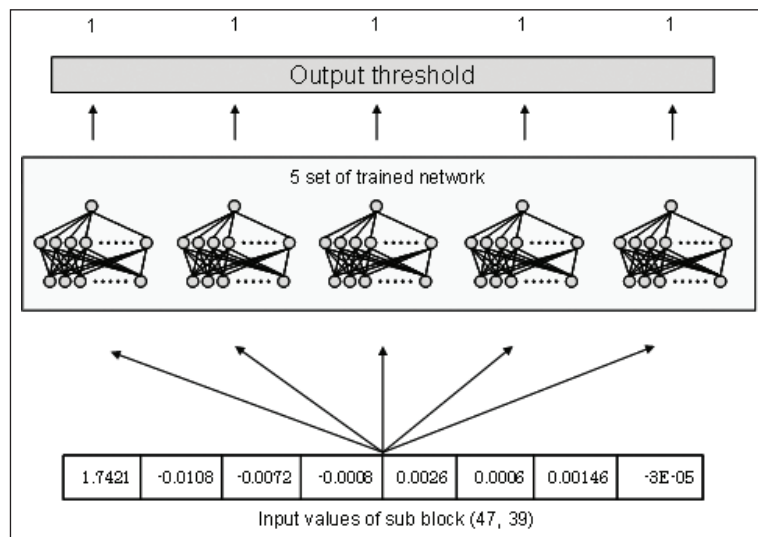 1 1 1 1 1
Output threshold
5 set of trained network
1.7421 -0.0108 -0.0072 -0.0008 0.0026 0.0006 0.00146 -3E-05
Input values of sub block (47, 39)